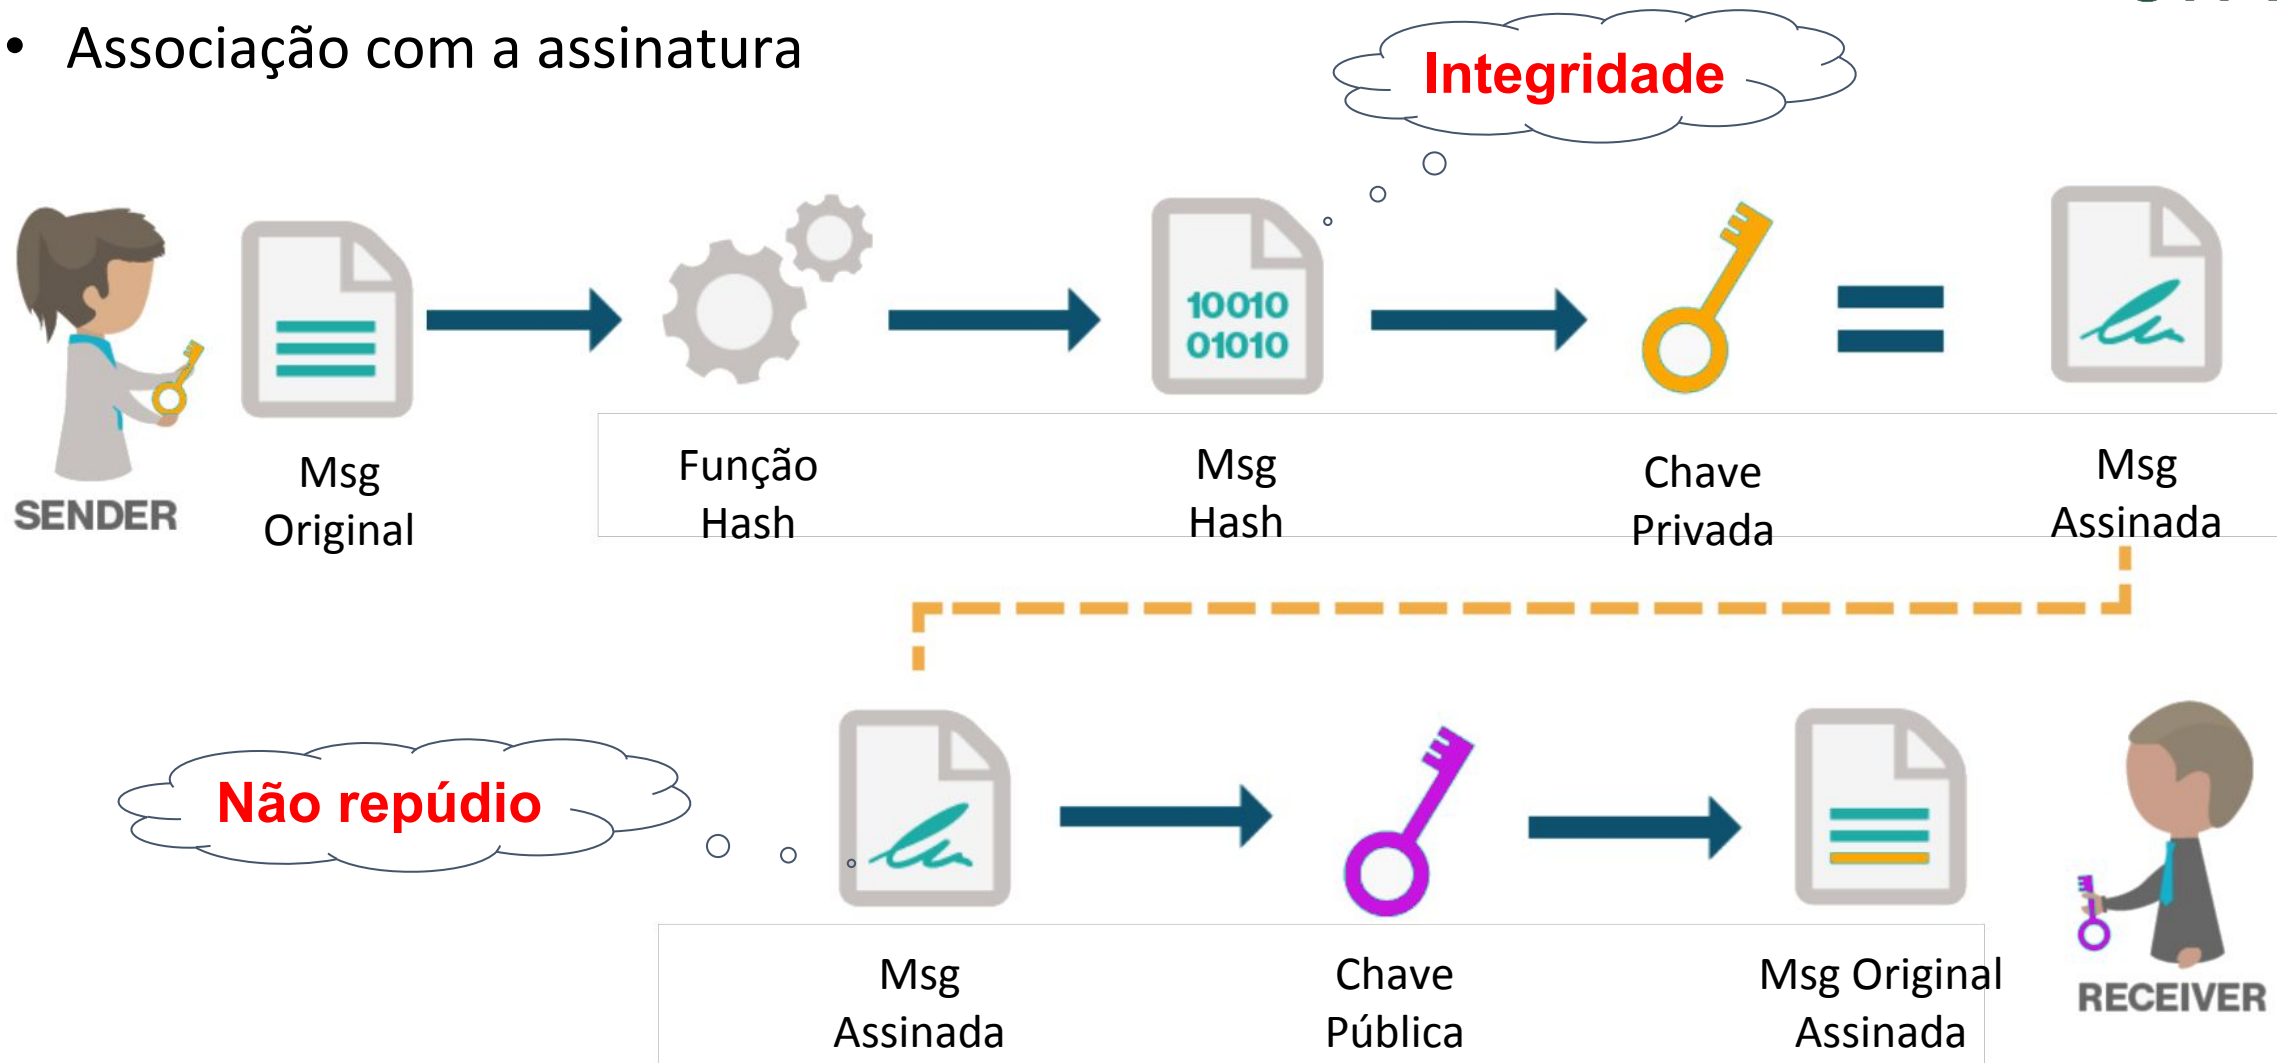 • Associação com a assinatura
Integridade
10010
01010
SENDER
Msg
Original
Função
Hash
Msg
Hash
Chave
Privada
Msg
Assinada
Não repúdio
Msg
Assinada
Chave
Pública
Msg Original
Assinada
RECEIVER